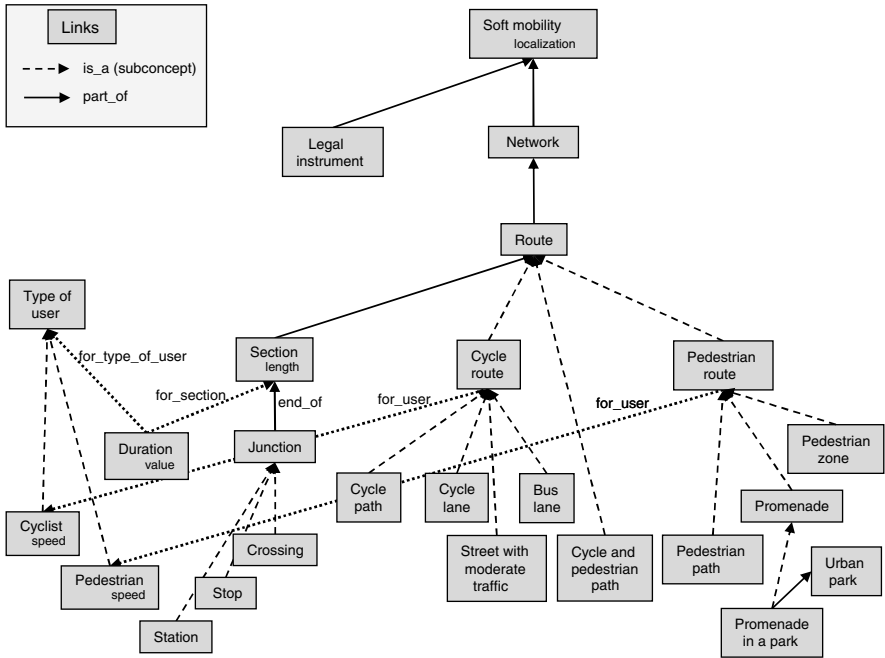 Links
is_a (subconcept)
part_of
Soft mobility
localization
Legal
instrument
Network
Route
Type of
user
for_type_of_user
Section
length
Cycle
route
Pedestrian
route
for_section
end_of
for_user
for_user
Duration
value
Junction
Pedestrian
zone
Cycle
path
Cycle
lane
Bus
lane
Promenade
Cyclist
speed
Crossing
Street with
moderate
traffic
Cycle and
pedestrian
path
Pedestrian
path
Urban
park
Pedestrian
speed
Stop
Station
Promenade
in a park